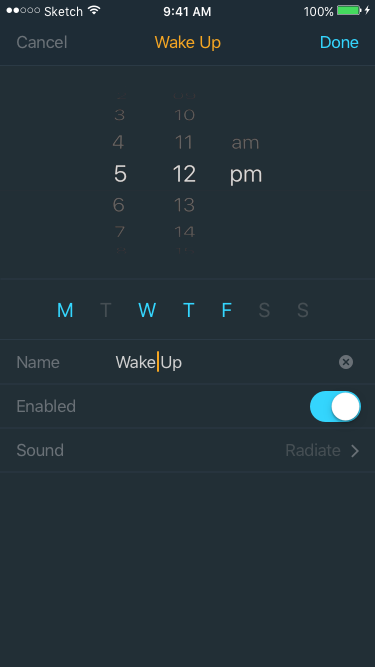 Sketch 9:41 AM 100%
Cancel Wake Up Done
3 10
4 11 am
5 12 pm
6 13
7 14
M T W T F S S
Name Wake Up
Enabled
Sound Radiate